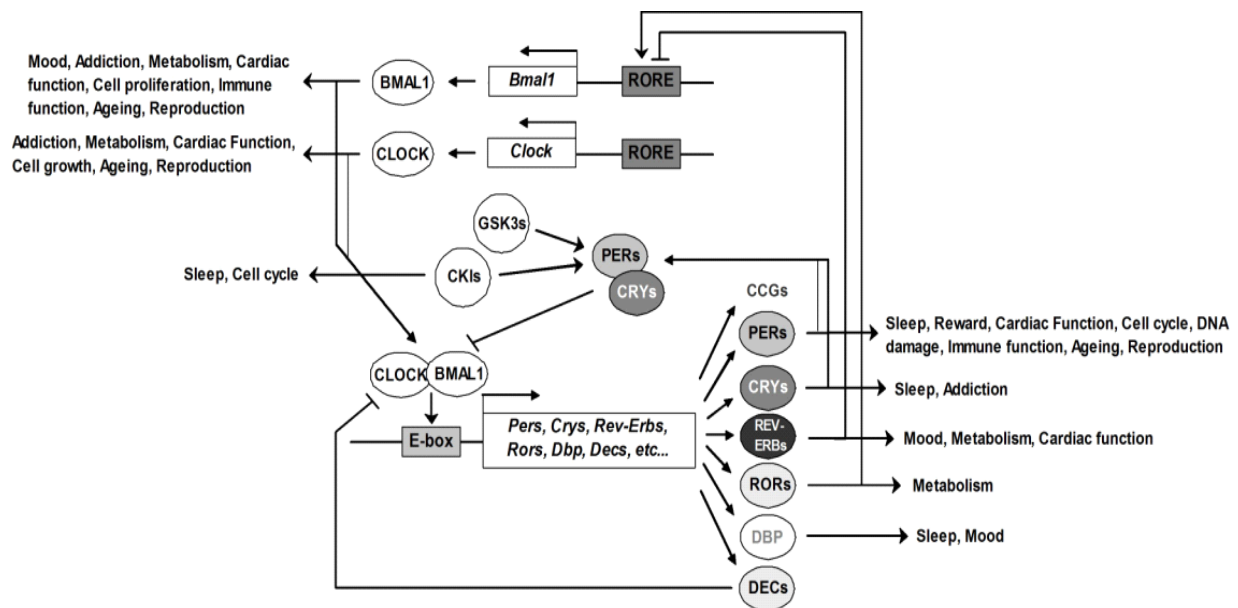 Mood, Addiction, Metabolism, Cardiac
function, Cell proliferation, Immune
function, Ageing, Reproduction
BMAL1
Bmal1
RORE
Addiction, Metabolism, Cardiac Function,
Cell growth, Ageing, Reproduction
CLOCK
Clock
RORE
GSK3s
Sleep, Cell cycle
CKIs
PERs
CRYs
CLOCK
BMAL1
E-box
Pers, Crys, Rev-Erbs,
Rors, Dbp, Decs, etc...
CCGs
PERs
Sleep, Reward, Cardiac Function, Cell cycle, DNA
damage, Immune function, Ageing, Reproduction
CRYs
Sleep, Addiction
REV-
ERBs
Mood, Metabolism, Cardiac function
RORs
Metabolism
DBP
Sleep, Mood
DECs